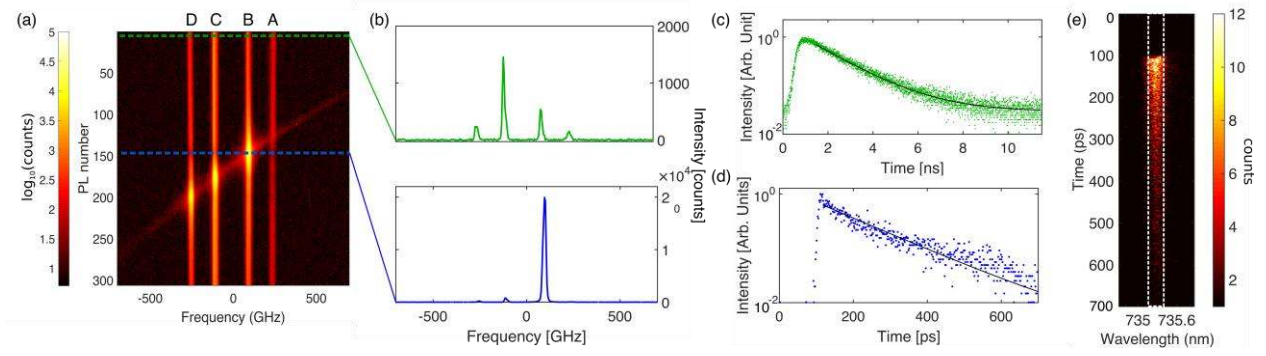 (a)
D C B A
log₁₀(counts)
5
4.5
4
3.5
3
2.5
2
1.5
1
PL number
50
100
150
200
250
300
-500 0 500
Frequency (GHz)
(b)
2000
1000
0
×10⁴
2
1
0
0
Intensity [counts]
-500 0 500
Frequency [GHz]
(c)
Intensity [Arb. Unit]
10⁰
10⁻²
0 2 4 6 8 10
Time [ns]
(d)
Intensity [Arb. Units]
10⁰
10⁻²
0 200 400 600
Time [ps]
(e)
Time (ps)
0
100
200
300
400
500
600
700
735 735.6
Wavelength (nm)
12
10
8
6
4
2
counts